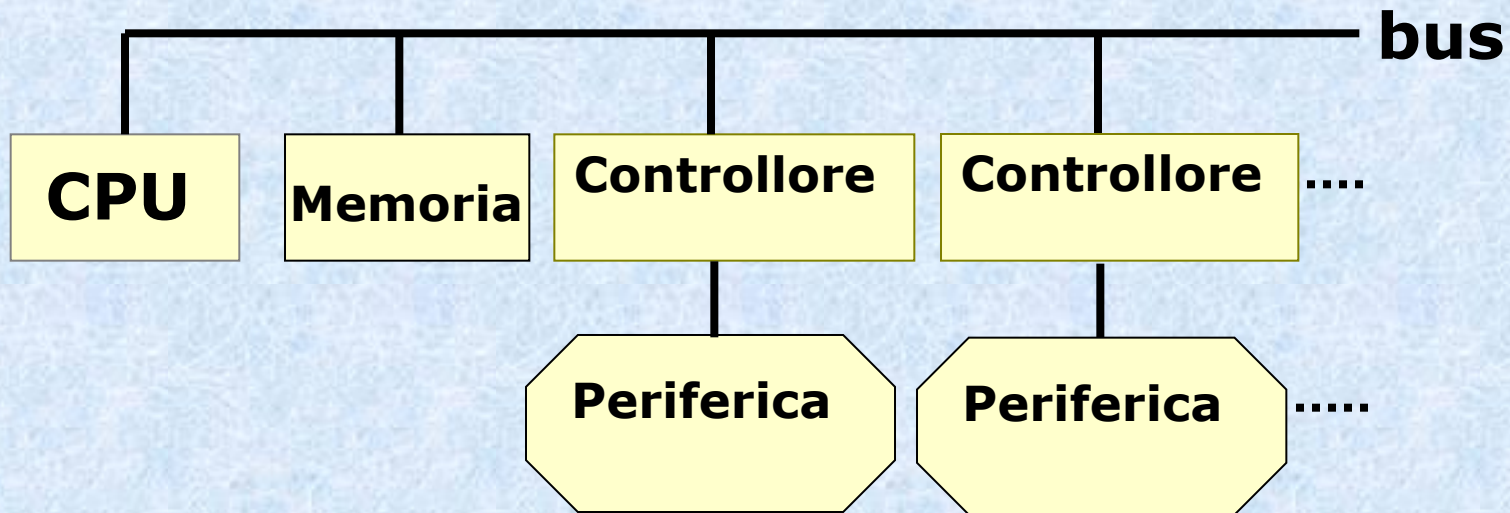 bus
CPU
Memoria
Controllore
Controllore
.....
Periferica
Periferica
.....